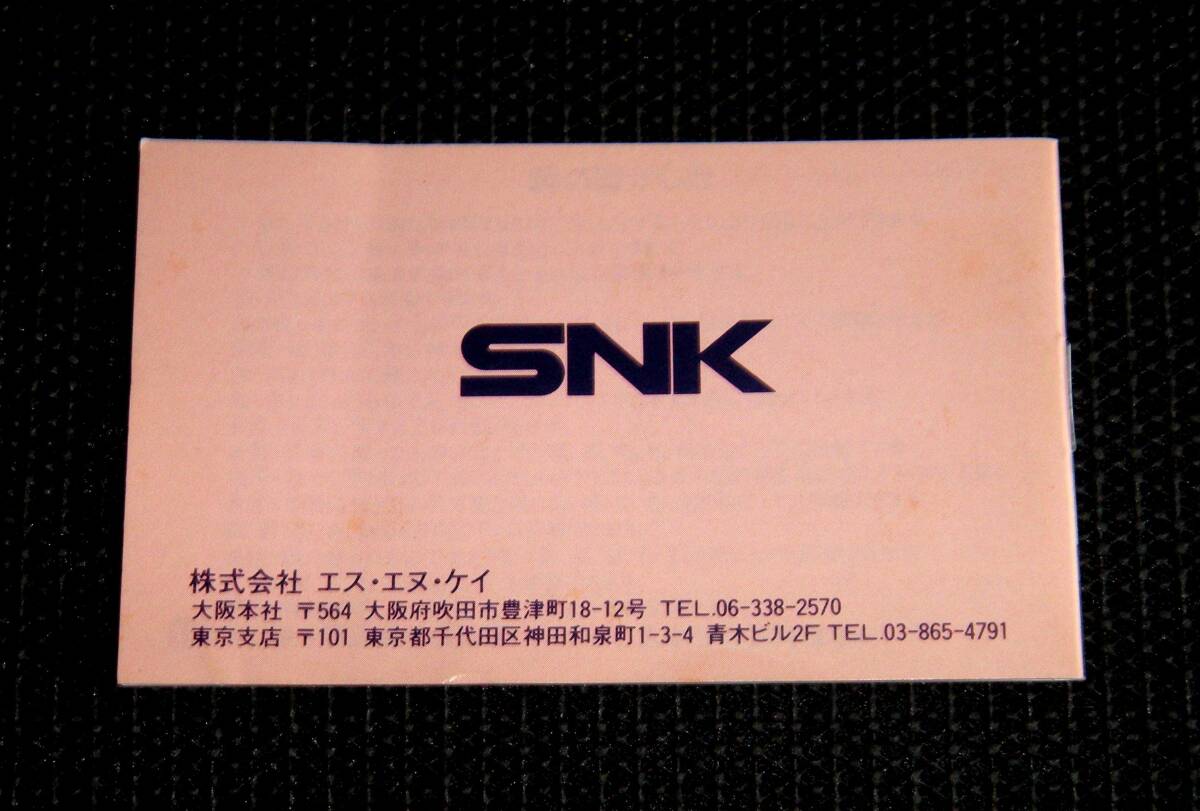 SNK
株式会社 エス・エヌ・ケイ
大阪本社 〒564 大阪府吹田市豊津町18-12号 TEL.06-338-2570
東京支店 〒101 東京都千代田区神田和泉町1-3-4 青木ビル2F TEL.03-865-4791